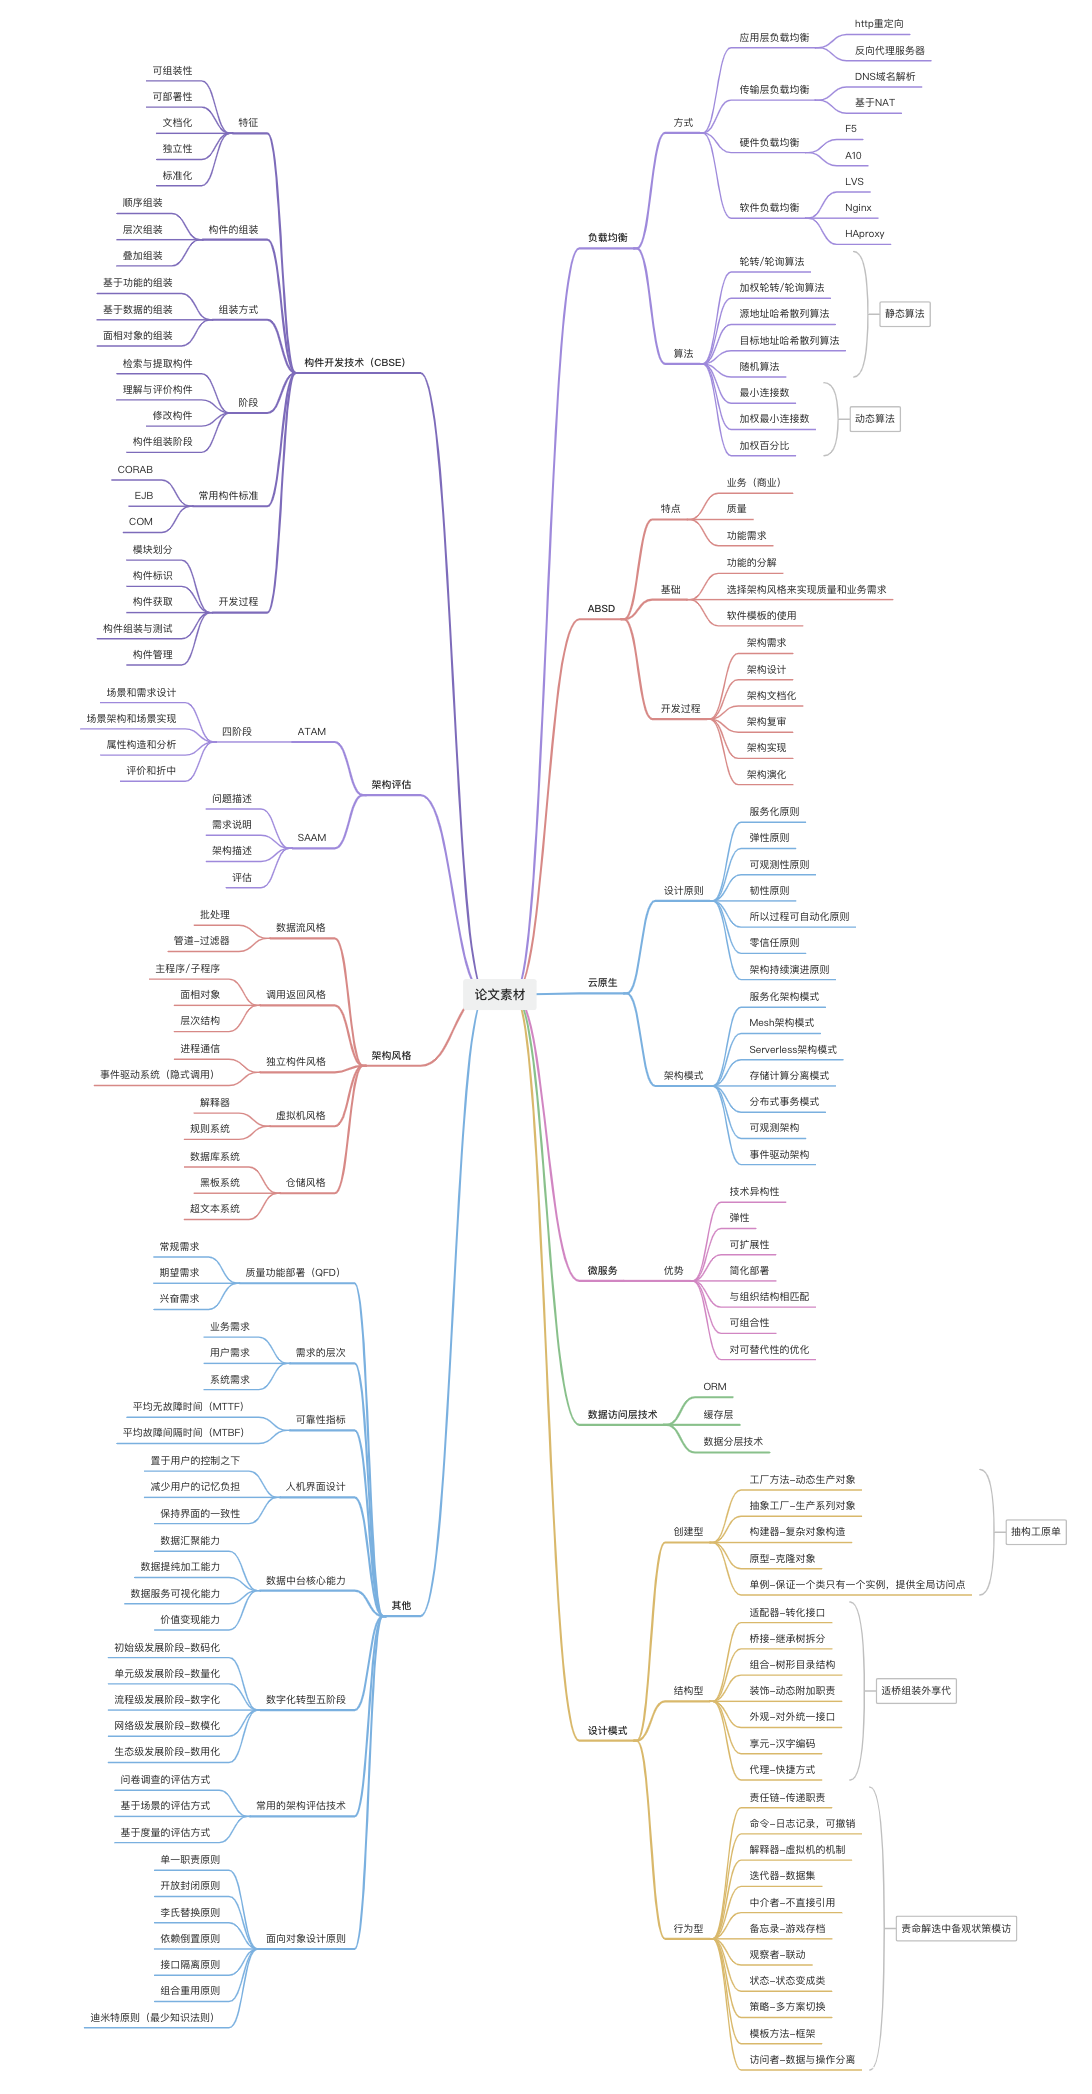 论文素材
负载均衡
方式
应用层负载均衡
http重定向
反向代理服务器
传输层负载均衡
DNS域名解析
基于NAT
硬件负载均衡
F5
A10
软件负载均衡
LVS
Nginx
HAproxy
算法
轮转/轮询算法
加权轮转/轮询算法
源地址哈希散列算法
目标地址哈希散列算法
随机算法
静态算法
最小连接数
加权最小连接数
加权百分比
动态算法
ABSD
特点
业务（商业）
质量
功能需求
基础
功能的分解
选择架构风格来实现质量和业务需求
软件模板的使用
开发过程
架构需求
架构设计
架构文档化
架构复审
架构实现
架构演化
云原生
设计原则
服务化原则
弹性原则
可观测性原则
韧性原则
所以过程可自动化原则
零信任原则
架构持续演进原则
架构模式
服务化架构模式
Mesh架构模式
Serverless架构模式
存储计算分离模式
分布式事务模式
可观测架构
事件驱动架构
微服务
优势
技术异构性
弹性
可扩展性
简化部署
与组织结构相匹配
可组合性
对可替代性的优化
数据访问层技术
ORM
缓存层
数据分层技术
设计模式
创建型
工厂方法-动态生产对象
抽象工厂-生产系列对象
构建器-复杂对象构造
原型-克隆对象
单例-保证一个类只有一个实例，提供全局访问点
抽构工原单
结构型
适配器-转化接口
桥接-继承树拆分
组合-树形目录结构
装饰-动态附加职责
外观-对外统一接口
享元-汉字编码
代理-快捷方式
适桥组装外享代
行为型
责任链-传递职责
命令-日志记录，可撤销
解释器-虚拟机的机制
迭代器-数据集
中介者-不直接引用
备忘录-游戏存档
观察者-联动
状态-状态变成类
策略-多方案切换
模板方法-框架
访问者-数据与操作分离
责命解迭中备观状策模访
构件开发技术（CBSE）
特征
可组装性
可部署性
文档化
独立性
标准化
构件的组装
顺序组装
层次组装
叠加组装
组装方式
基于功能的组装
基于数据的组装
面相对象的组装
阶段
检索与提取构件
理解与评价构件
修改构件
构件组装阶段
常用构件标准
CORAB
EJB
COM
开发过程
模块划分
构件标识
构件获取
构件组装与测试
构件管理
架构评估
ATAM
四阶段
场景和需求设计
场景架构和场景实现
属性构造和分析
评价和折中
SAAM
问题描述
需求说明
架构描述
评估
架构风格
数据流风格
批处理
管道-过滤器
调用返回风格
主程序/子程序
面相对象
层次结构
独立构件风格
进程通信
事件驱动系统（隐式调用）
虚拟机风格
解释器
规则系统
仓储风格
数据库系统
黑板系统
超文本系统
其他
质量功能部署（QFD）
常规需求
期望需求
兴奋需求
需求的层次
业务需求
用户需求
系统需求
可靠性指标
平均无故障时间（MTTF）
平均故障间隔时间（MTBF）
人机界面设计
置于用户的控制之下
减少用户的记忆负担
保持界面的一致性
数据中台核心能力
数据汇聚能力
数据提纯加工能力
数据服务可视化能力
价值变现能力
数字化转型五阶段
初始级发展阶段-数码化
单元级发展阶段-数量化
流程级发展阶段-数字化
网络级发展阶段-数模化
生态级发展阶段-数用化
常用的架构评估技术
问卷调查的评估方式
基于场景的评估方式
基于度量的评估方式
面向对象设计原则
单一职责原则
开放封闭原则
李氏替换原则
依赖倒置原则
接口隔离原则
组合重用原则
迪米特原则（最少知识法则）